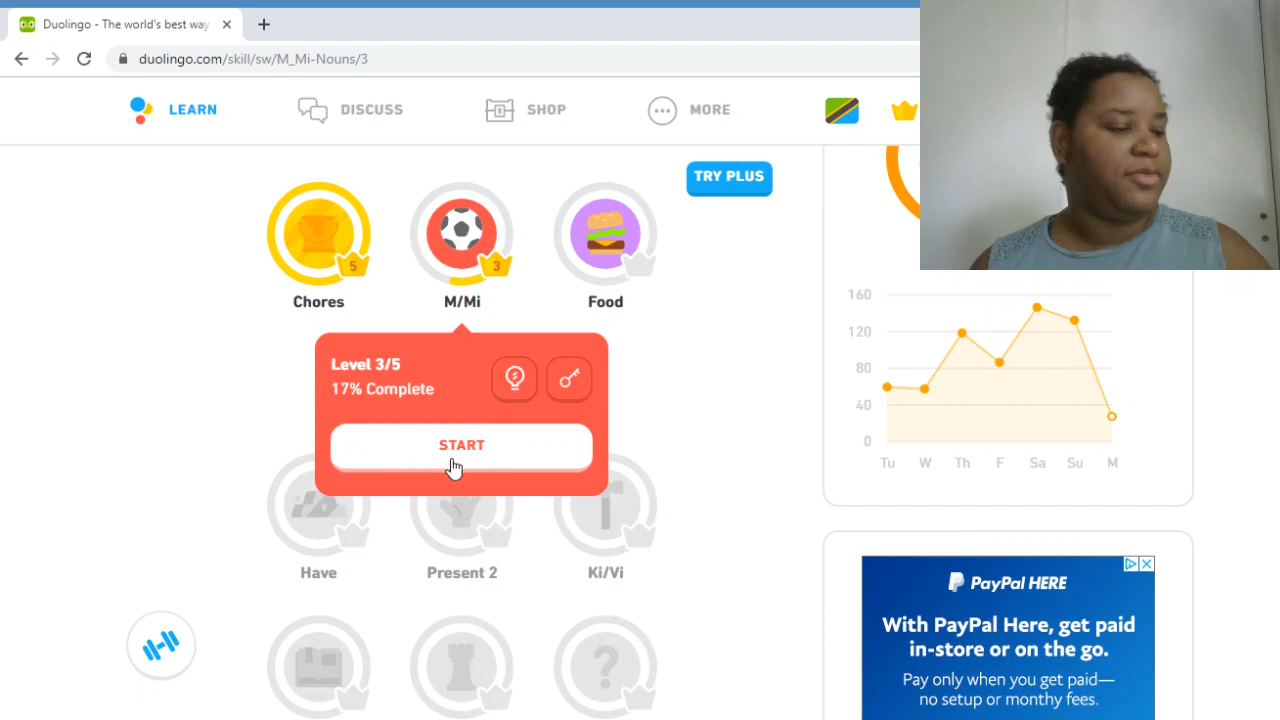 Duolingo - The world's best way
duolingo.com/skill/sw/M_Mi-Nouns/3
LEARN
DISCUSS
SHOP
MORE
TRY PLUS
5
3
Chores
M/Mi
Food
Level 3/5
17% Complete
START
Have
Present 2
Ki/Vi
?
160
120
80
40
0
Tu W Th F Sa Su M
PayPal HERE
With PayPal Here, get paid
in-store or on the go.
Pay only when you get paid—
no setup or monthy fees.